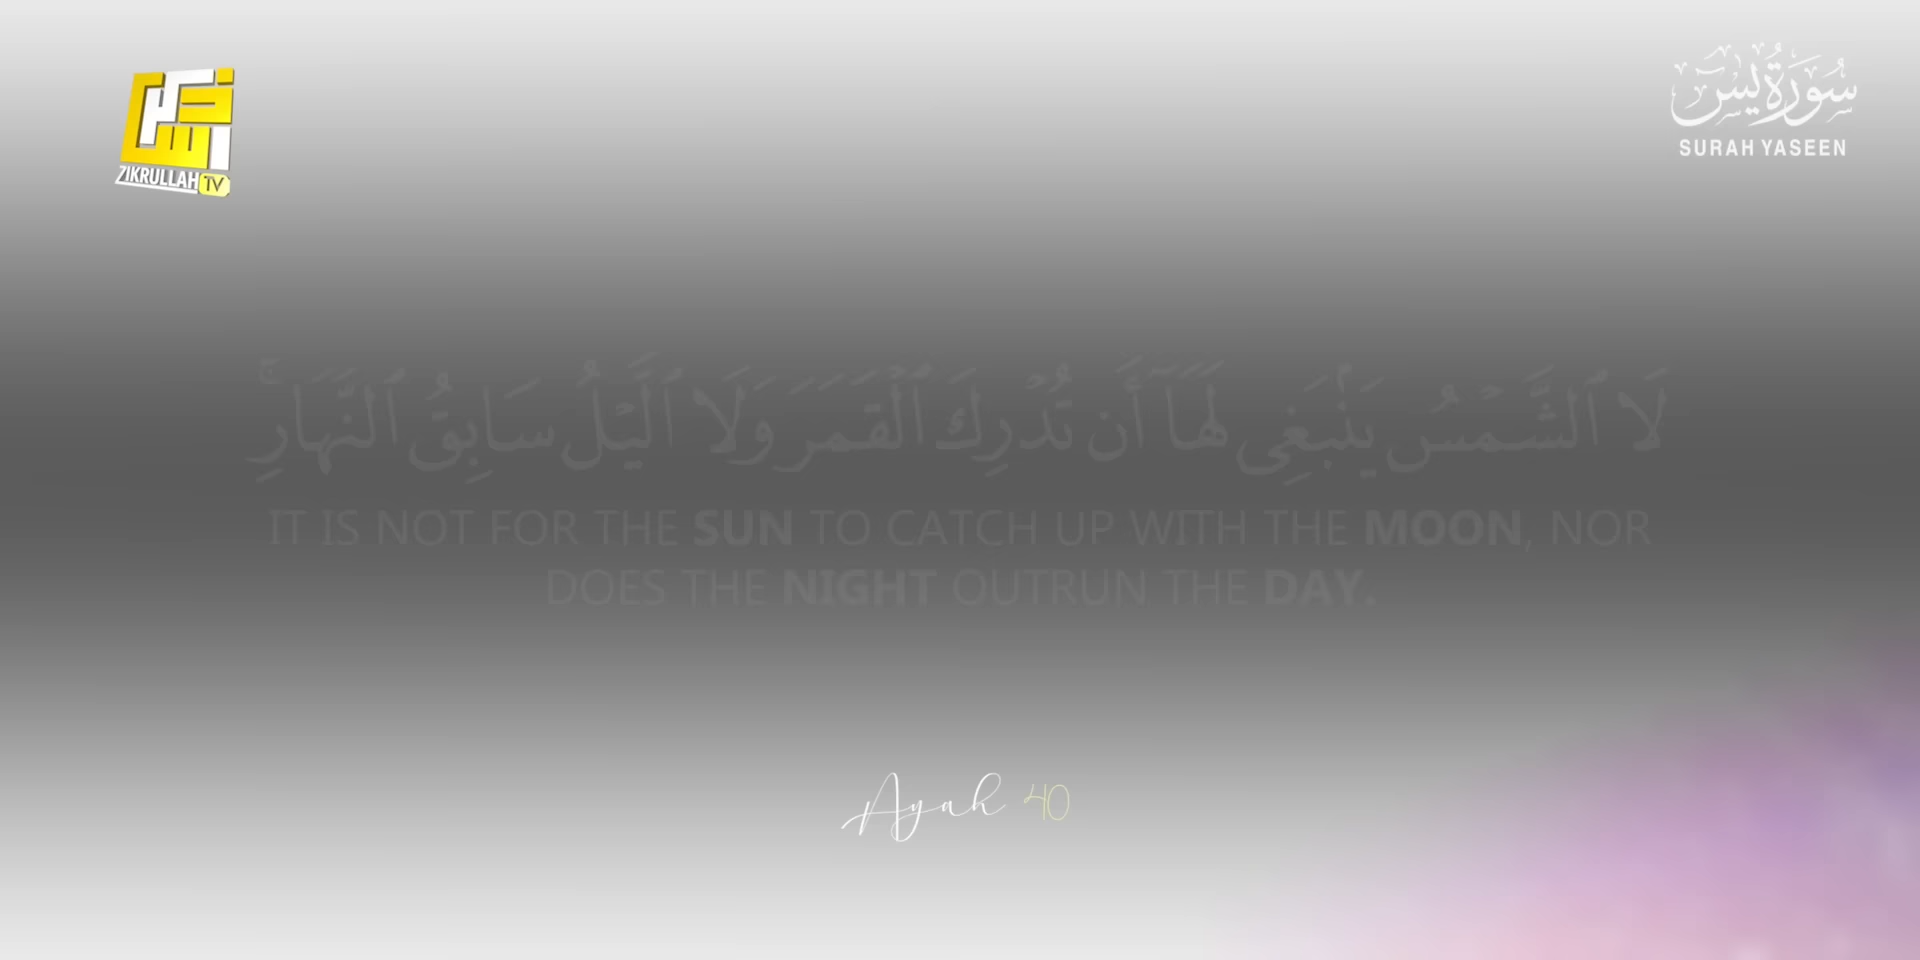 ZIKRULLAH TV
سُورَةُ يسٓ
SURAH YASEEN
لَا ٱلشَّمْسُ يَنۢبَغِى لَهَآ أَن تُدْرِكَ ٱلْقَمَرَ وَلَا ٱلَّيْلُ سَابِقُ ٱلنَّهَارِ ۚ
IT IS NOT FOR THE SUN TO CATCH UP WITH THE MOON, NOR
DOES THE NIGHT OUTRUN THE DAY.
Ayah 40